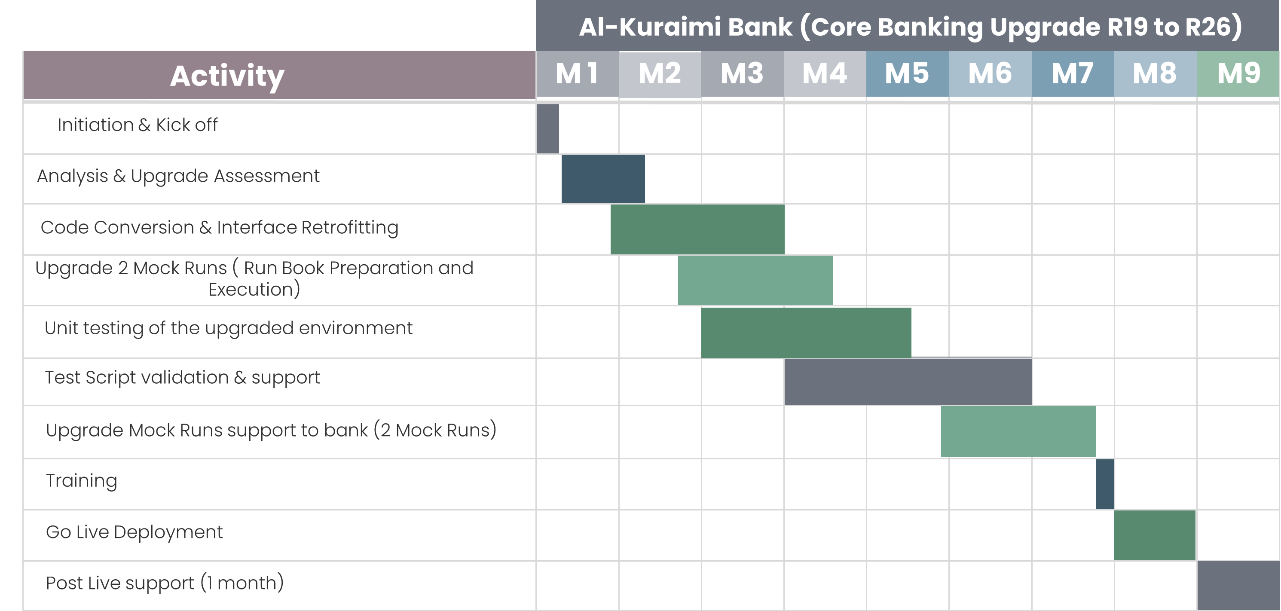 Al-Kuraimi Bank (Core Banking Upgrade R19 to R26)
Activity M 1 M2 M3 M4 M5 M6 M7 M8 M9
Initiation & Kick off
Analysis & Upgrade Assessment
Code Conversion & Interface Retrofitting
Upgrade 2 Mock Runs ( Run Book Preparation and
Execution)
Unit testing of the upgraded environment
Test Script validation & support
Upgrade Mock Runs support to bank (2 Mock Runs)
Training
Go Live Deployment
Post Live support (1 month)